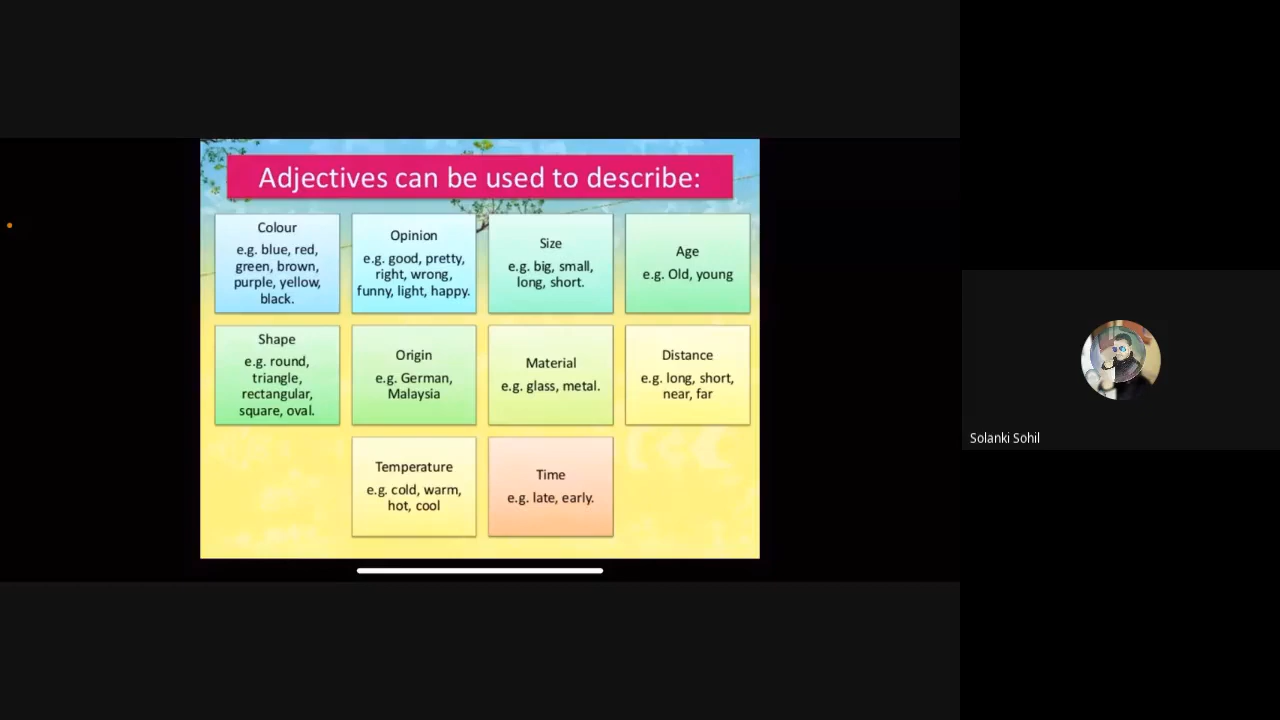 Adjectives can be used to describe:
Colour
e.g. blue, red,
green, brown,
purple, yellow,
black.
Opinion
e.g. good, pretty,
right, wrong,
funny, light, happy.
Size
e.g. big, small,
long, short.
Age
e.g. Old, young
Shape
e.g. round,
triangle,
rectangular,
square, oval.
Origin
e.g. German,
Malaysia
Material
e.g. glass, metal.
Distance
e.g. long, short,
near, far
Temperature
e.g. cold, warm,
hot, cool
Time
e.g. late, early.
Solanki Sohil